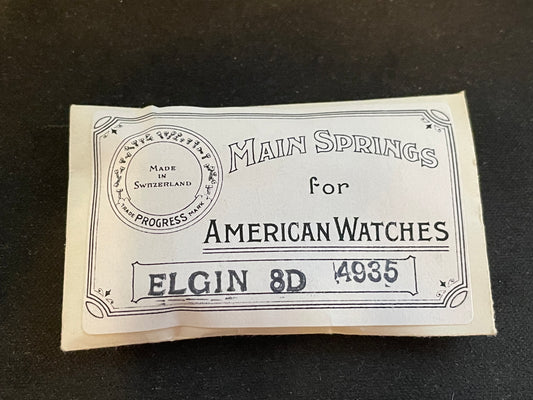 MADE
IN
SWITZERLAND
TRADE PROGRESS MARK
MAIN SPRINGS
for
AMERICAN WATCHES
ELGIN 8D 4935